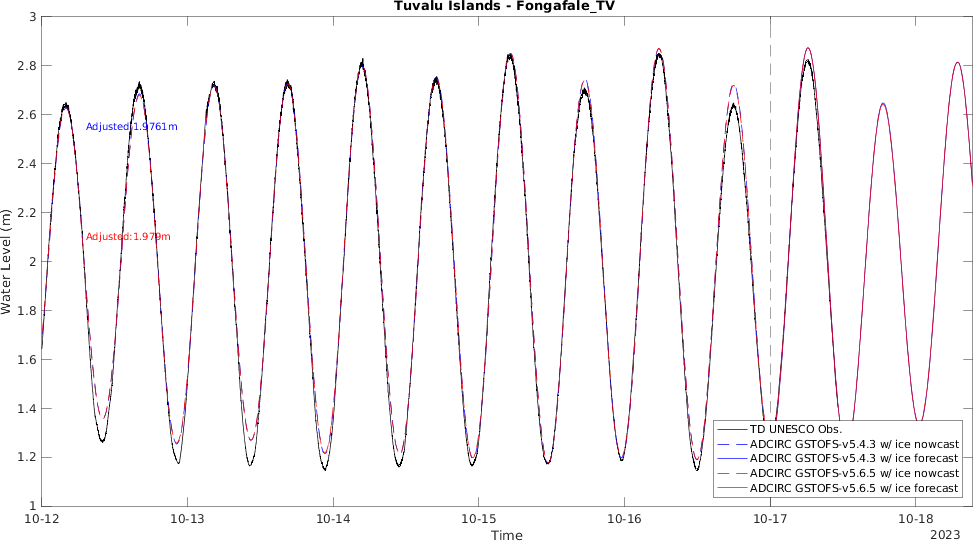 Tuvalu Islands - Fongafale_TV
3
2.8
2.6
2.4
2.2
2
1.8
1.6
1.4
1.2
1
Water Level (m)
Adjusted:1.9761m
Adjusted:1.979m
TD UNESCO Obs.
ADCIRC GSTOFS-v5.4.3 w/ ice nowcast
ADCIRC GSTOFS-v5.4.3 w/ ice forecast
ADCIRC GSTOFS-v5.6.5 w/ ice nowcast
ADCIRC GSTOFS-v5.6.5 w/ ice forecast
10-12 10-13 10-14 10-15 10-16 10-17 10-18
Time
2023